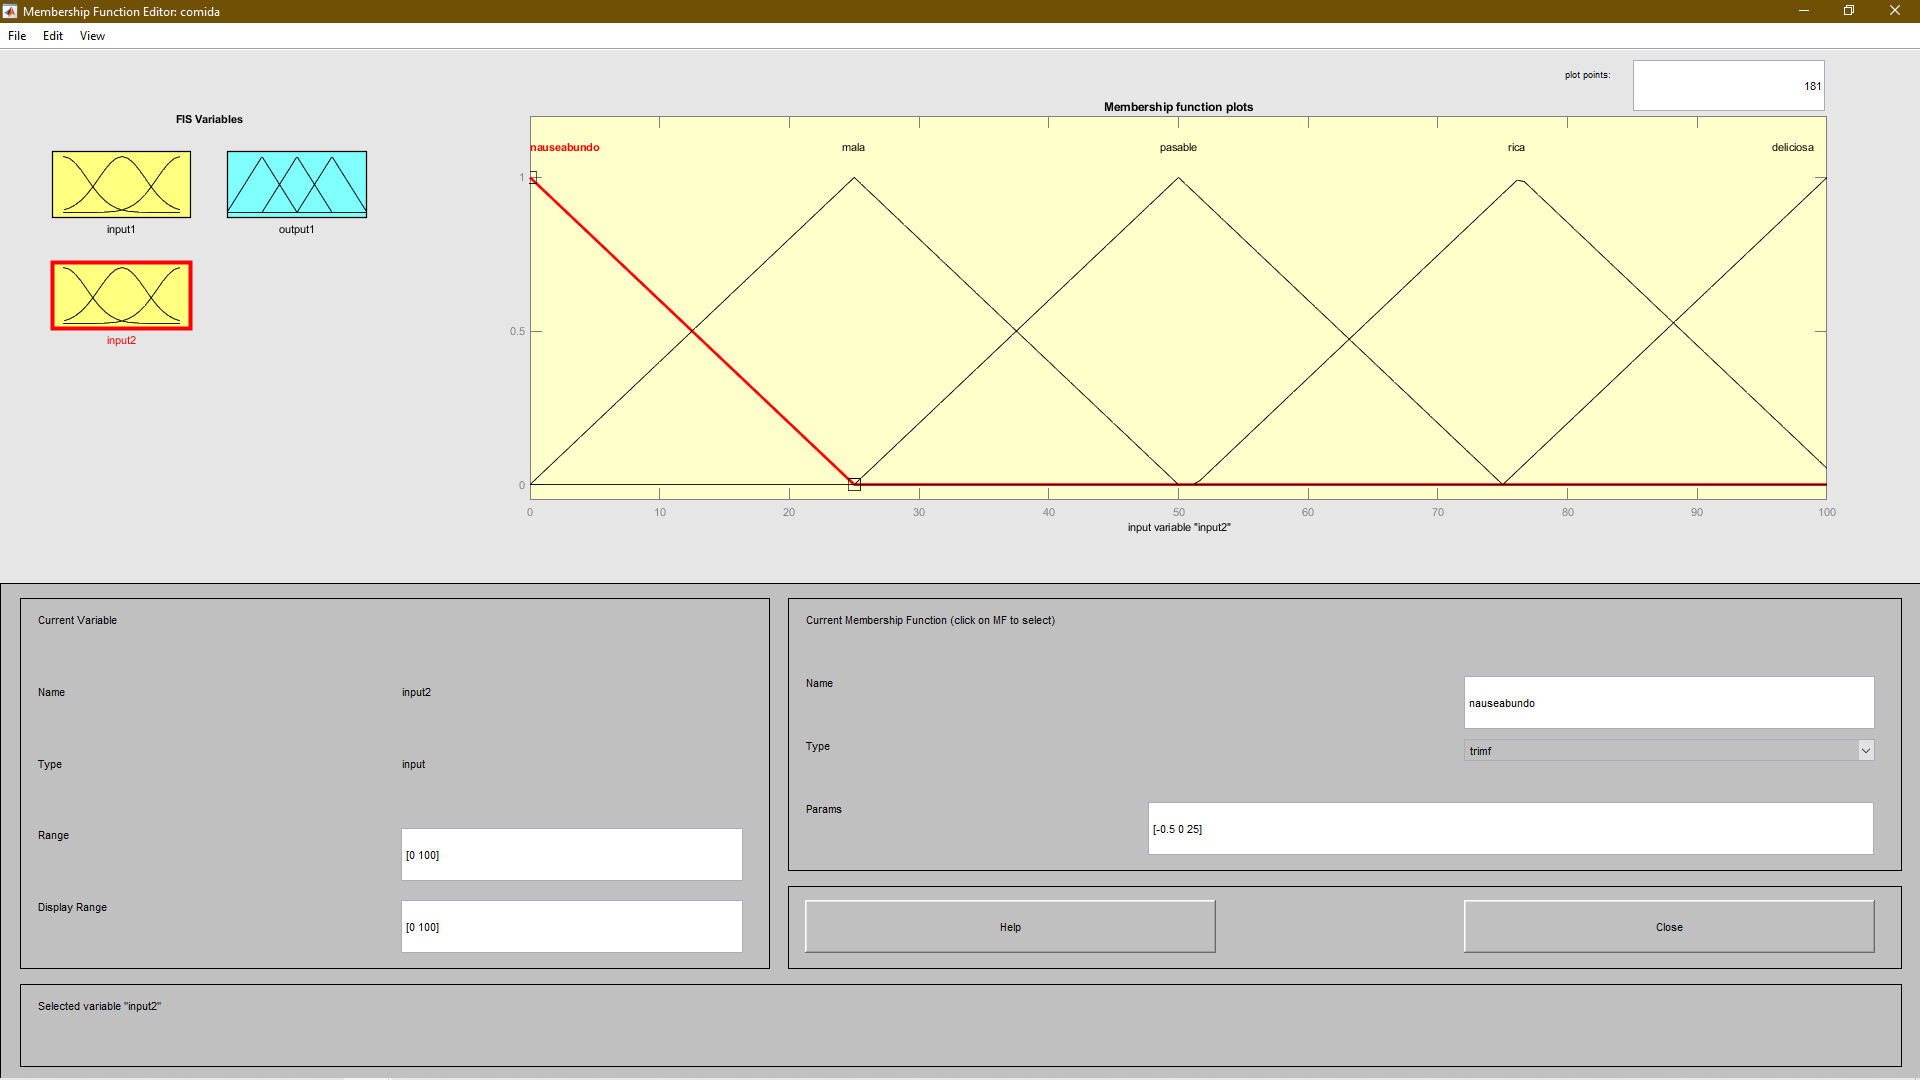 Membership Function Editor: comida
File Edit View
plot points:
181
FIS Variables
input1
output1
input2
Membership function plots
nauseabundo mala pasable rica deliciosa
1
0.5
0
0 10 20 30 40 50 60 70 80 90 100
input variable "input2"
Current Variable
Name input2
Type input
Range [0 100]
Display Range [0 100]
Current Membership Function (click on MF to select)
Name nauseabundo
Type trimf
Params [-0.5 0 25]
Help Close
Selected variable "input2"